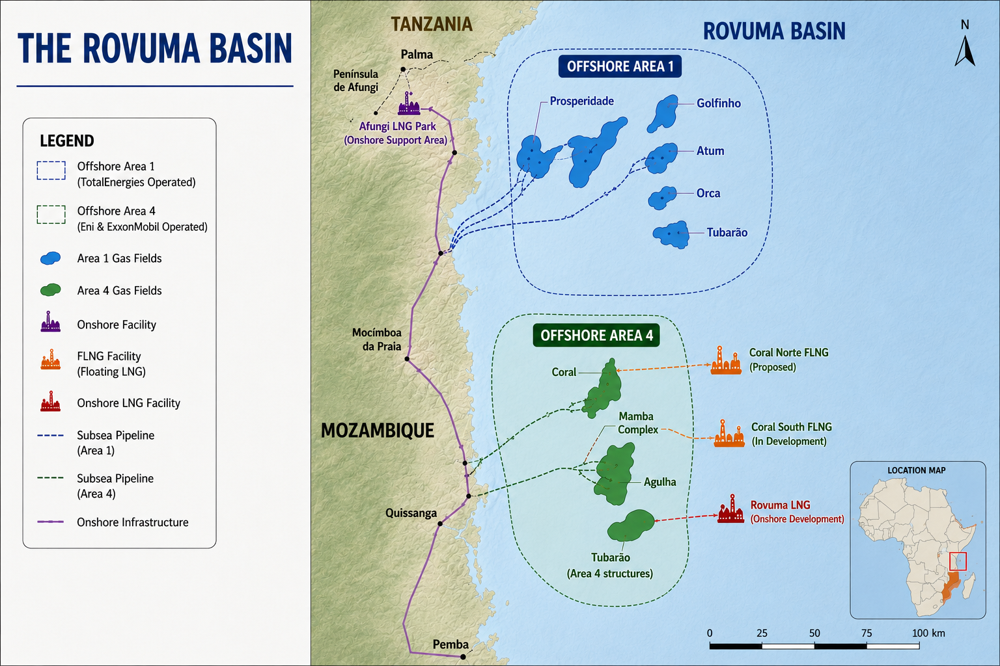 THE ROVUMA BASIN
LEGEND
Offshore Area 1
(TotalEnergies Operated)
Offshore Area 4
(Eni & ExxonMobil Operated)
Area 1 Gas Fields
Area 4 Gas Fields
Onshore Facility
FLNG Facility
(Floating LNG)
Onshore LNG Facility
Subsea Pipeline
(Area 1)
Subsea Pipeline
(Area 4)
Onshore Infrastructure
TANZANIA
ROVUMA BASIN
N
Palma
Península
de Afungi
Afungi LNG Park
(Onshore Support Area)
OFFSHORE AREA 1
Prosperidade
Golfinho
Atum
Orca
Tubarão
Mocímboa
da Praia
MOZAMBIQUE
Quissanga
Pemba
OFFSHORE AREA 4
Coral
Mamba
Complex
Agulha
Tubarão
(Area 4 structures)
Coral Norte FLNG
(Proposed)
Coral South FLNG
(In Development)
Rovuma LNG
(Onshore Development)
LOCATION MAP
0 25 50 75 100 km